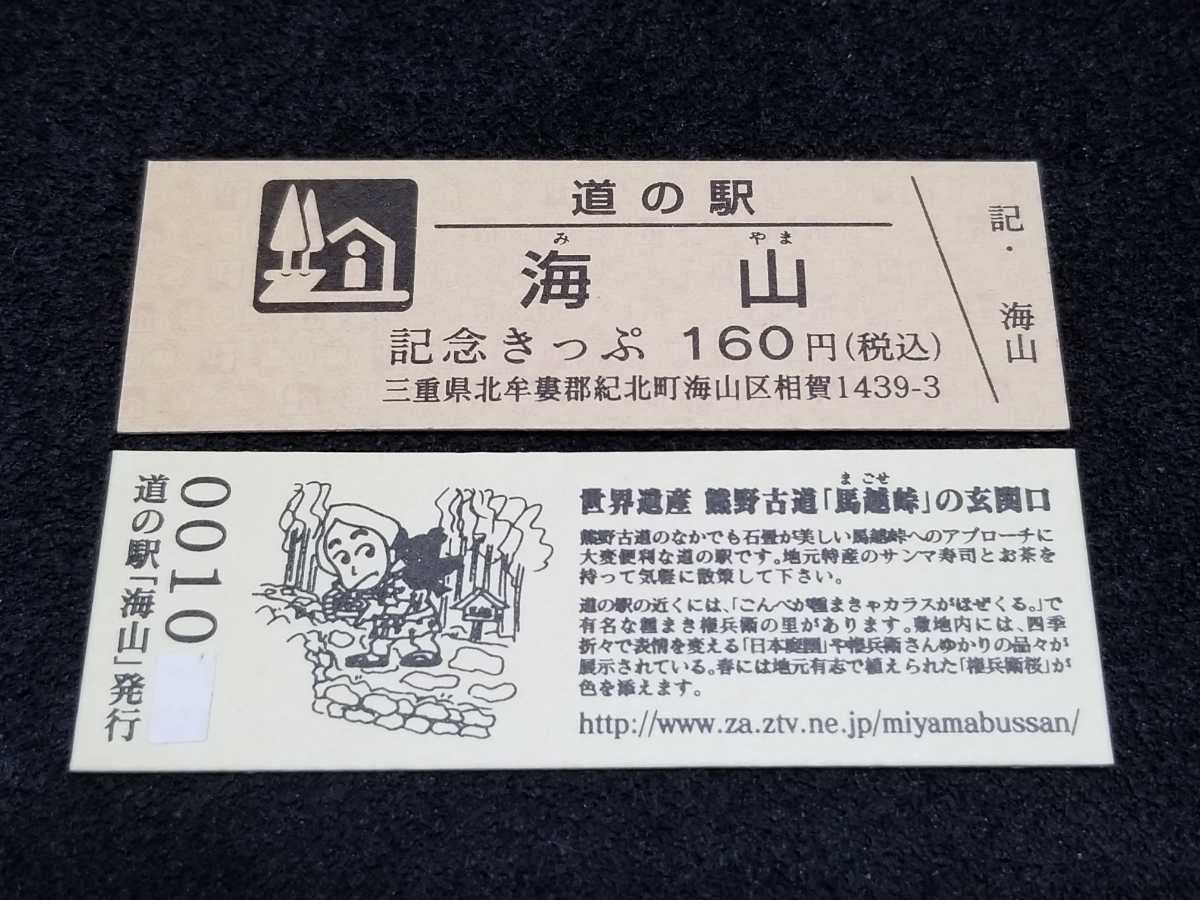 道の駅
み やま
海 山
記念きっぷ 160円(税込)
三重県北牟婁郡紀北町海山区相賀1439-3
記・海山
道の駅「海山」発行
0010
まごせ
世界遺産 熊野古道「馬越峠」の玄関口
熊野古道のなかでも石畳が美しい馬越峠へのアプローチに
大変便利な道の駅です。地元特産のサンマ寿司とお茶を
持って気軽に散策して下さい。
道の駅の近くには、「ごんべが種まきゃカラスがほぜくる。」で
有名な種まき権兵衛の里があります。敷地内には、四季
折々で表情を変える「日本庭園」や権兵衛さんゆかりの品々が
展示されている。春には地元有志で植えられた「権兵衛桜」が
色を添えます。
http://www.za.ztv.ne.jp/miyamabussan/